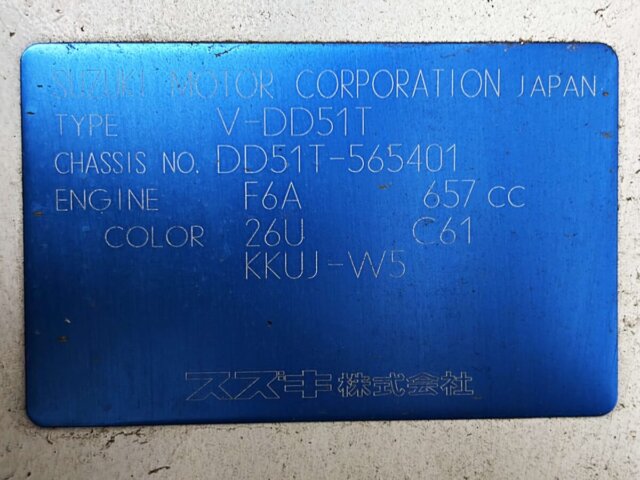 SUZUKI MOTOR CORPORATION JAPAN
TYPE V-DD51T
CHASSIS NO. DD51T-565401
ENGINE F6A 657 cc
COLOR 26U C61
KKUJ-W5
スズキ株式会社